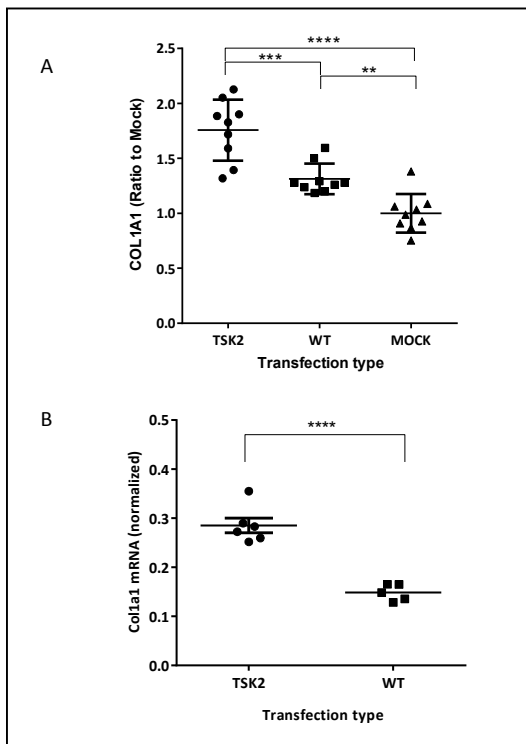 A
****
***
**
COL1A1 (Ratio to Mock)
2.5
2.0
1.5
1.0
0.5
0.0
TSK2 WT MOCK
Transfection type
B
****
Col1a1 mRNA (normalized)
0.5
0.4
0.3
0.2
0.1
0.0
TSK2 WT
Transfection type